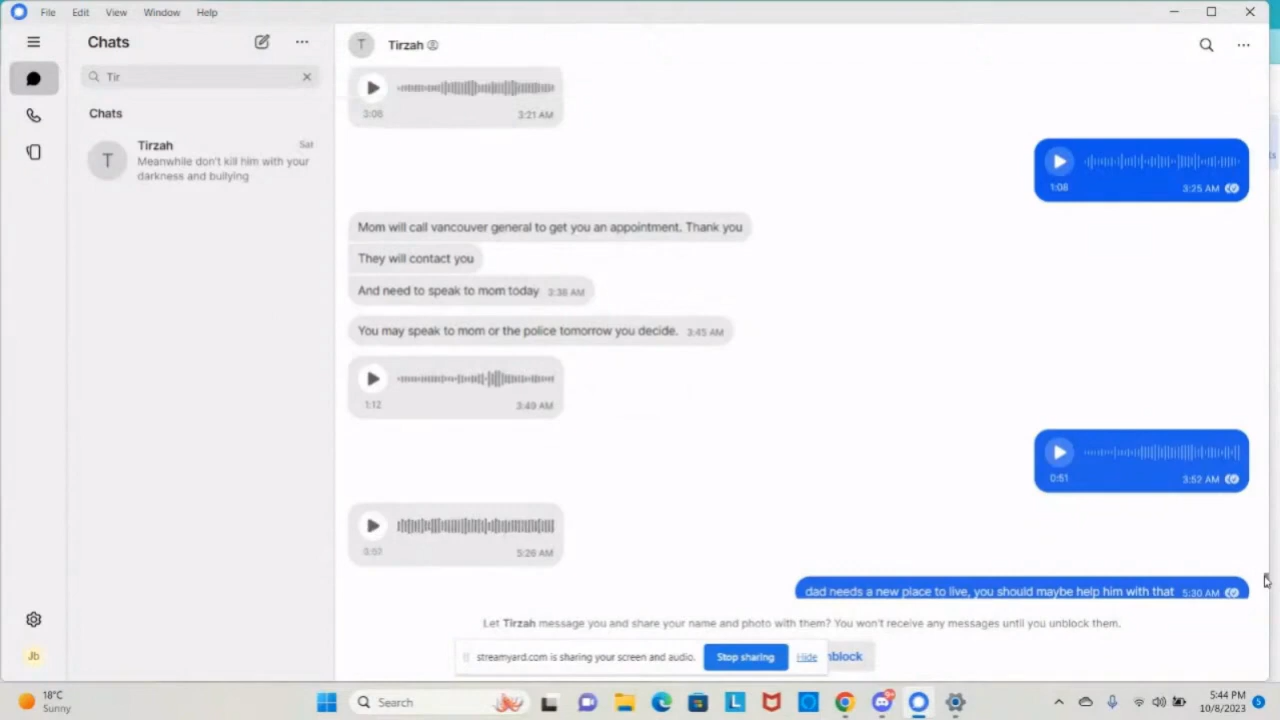 File Edit View Window Help
Chats
Tir
Chats
Tirzah Sat
T
Meanwhile don't kill him with your
darkness and bullying
Jb
T Tirzah
3:08 3:21 AM
1:08 3:25 AM
Mom will call vancouver general to get you an appointment. Thank you
They will contact you
And need to speak to mom today 3:38 AM
You may speak to mom or the police tomorrow you decide. 3:45 AM
1:12 3:49 AM
0:51 3:52 AM
5:26 AM
dad needs a new place to live, you should maybe help him with that 5:30 AM
Let Tirzah message you and share your name and photo with them? You won't receive any messages until you unblock them.
streamyard.com is sharing your screen and audio. Stop sharing Hide nblock
18°C
Sunny
Search
L
5:44 PM
10/8/2023
5